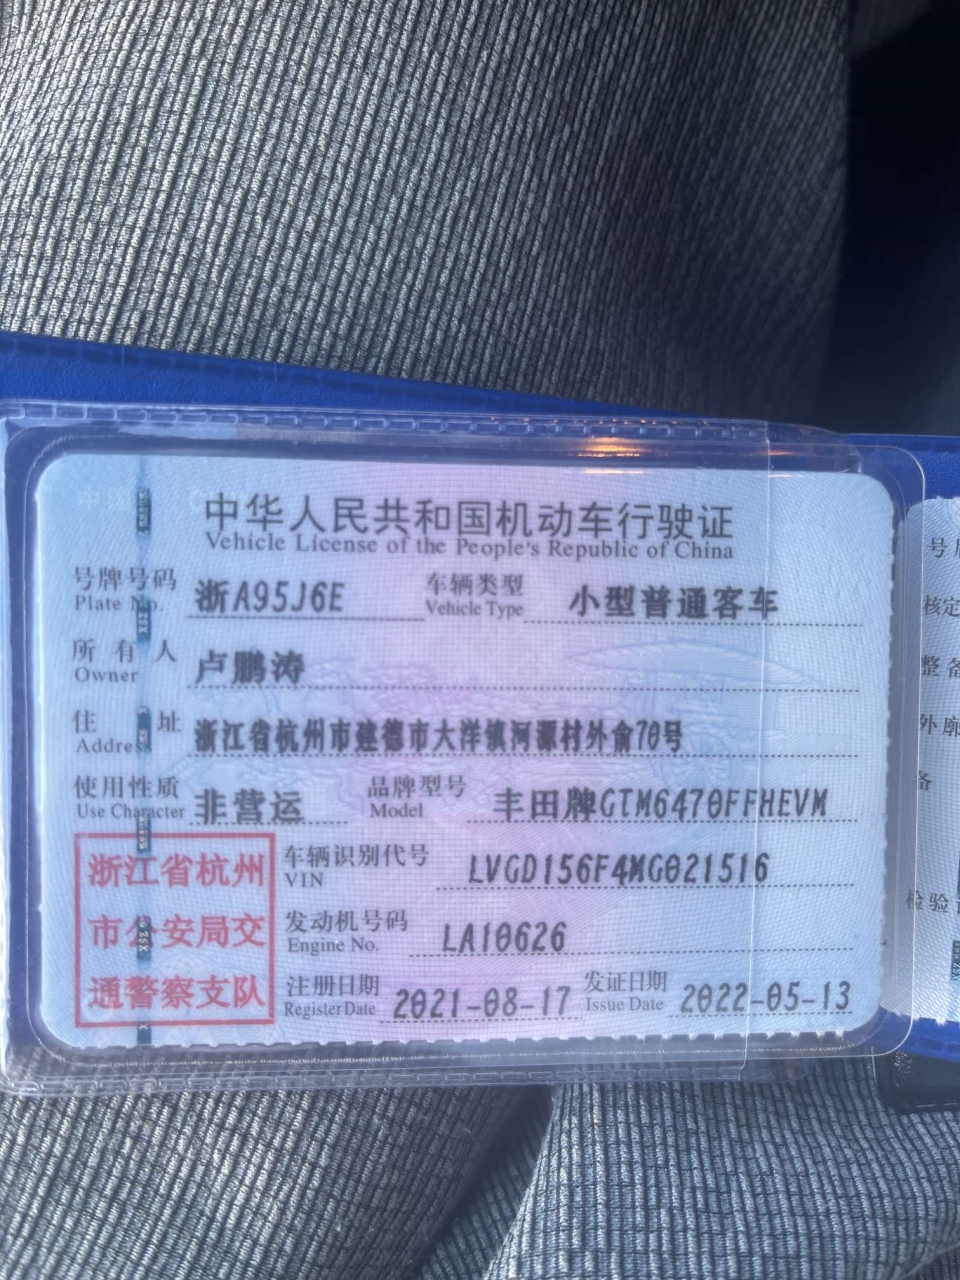 中华人民共和国机动车行驶证
Vehicle License of the People's Republic of China
号牌号码 浙A95J6E 车辆类型 小型普通客车
Plate No. Vehicle Type
所有人 卢鹏涛
Owner
住址 浙江省杭州市建德市大洋镇河源村外俞70号
Address
使用性质 非营运 品牌型号 丰田牌GTM6470FFHEVM
Use Character Model
浙江省杭州
市公安局交
通警察支队
车辆识别代号 LVGD156F4MG021516
VIN
发动机号码 LA10626
Engine No.
注册日期 2021-08-17 发证日期 2022-05-13
Register Date Issue Date
号
核定
整备
外廓
备
检验